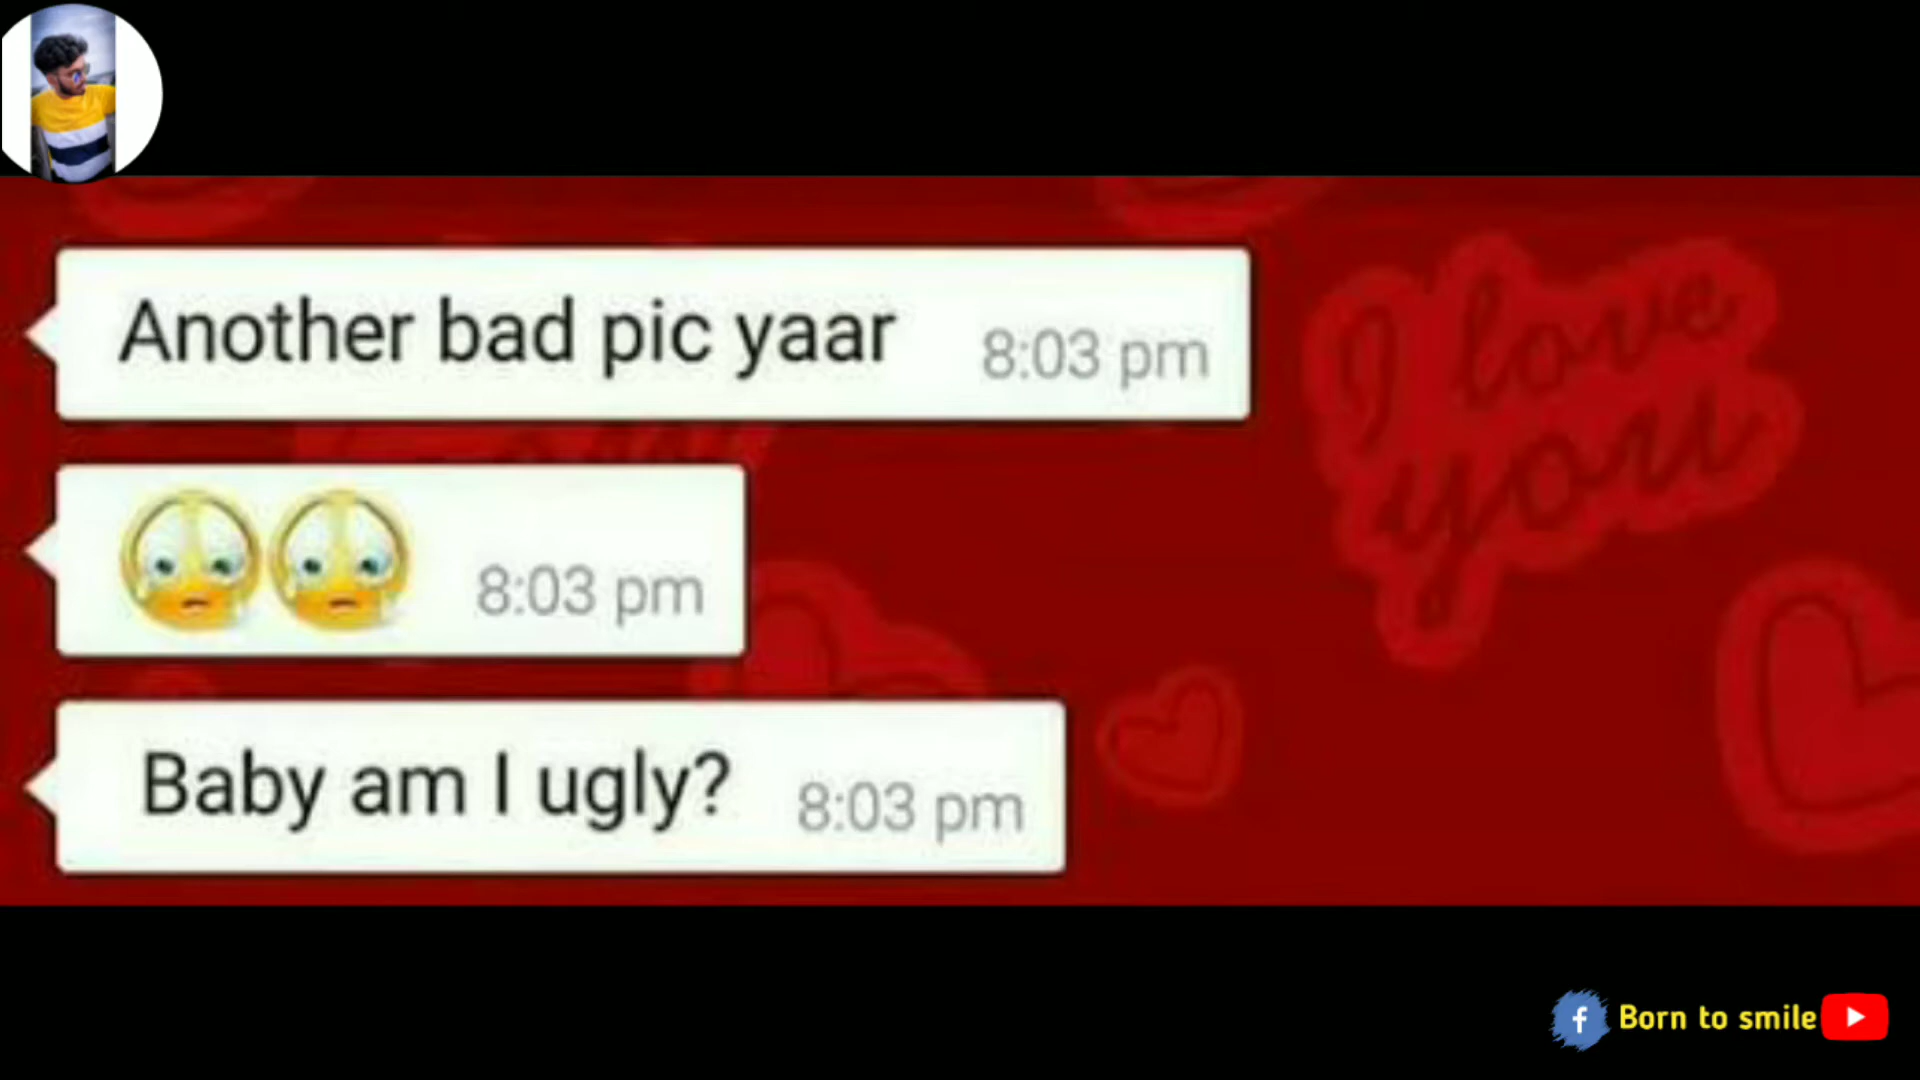 Another bad pic yaar 8:03 pm
I love
you
8:03 pm
Baby am I ugly? 8:03 pm
Born to smile